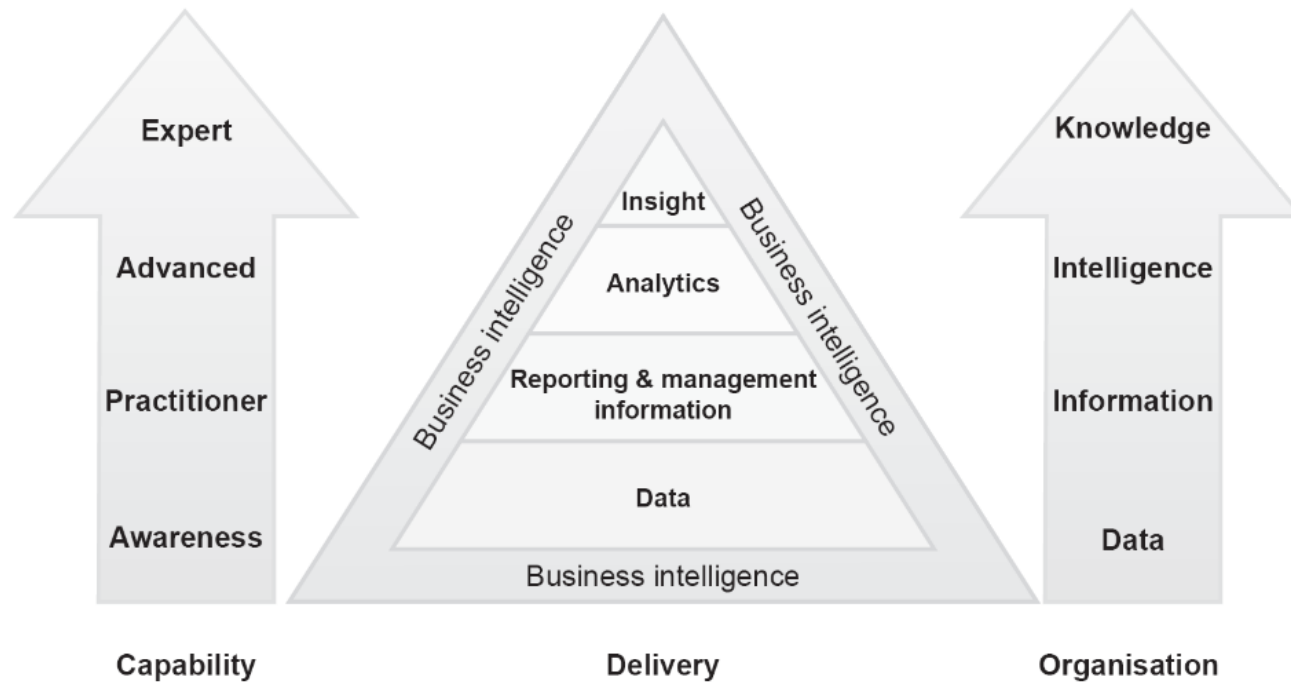 Expert
Advanced
Practitioner
Awareness
Capability
Business intelligence
Insight
Analytics
Reporting & management
information
Data
Business intelligence
Business intelligence
Delivery
Knowledge
Intelligence
Information
Data
Organisation